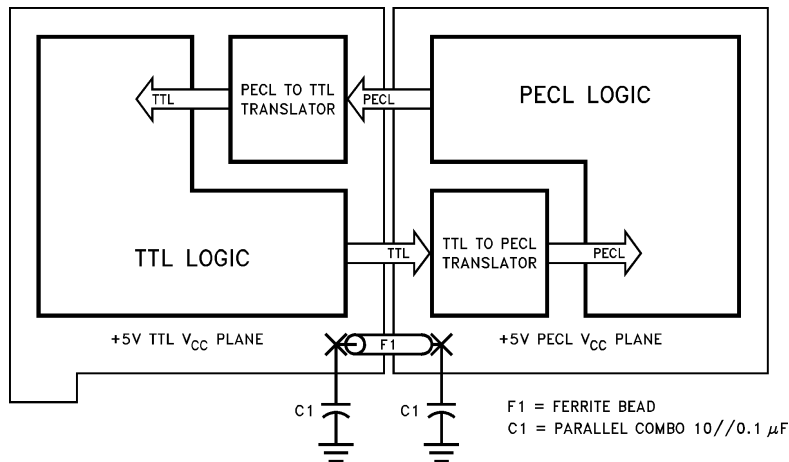 PECL TO TTL
TRANSLATOR
TTL
PECL
PECL LOGIC
TTL LOGIC
TTL
TTL TO PECL
TRANSLATOR
PECL
+5V TTL VCC PLANE
F1
+5V PECL VCC PLANE
C1
C1
F1 = FERRITE BEAD
C1 = PARALLEL COMBO 10//0.1 μF